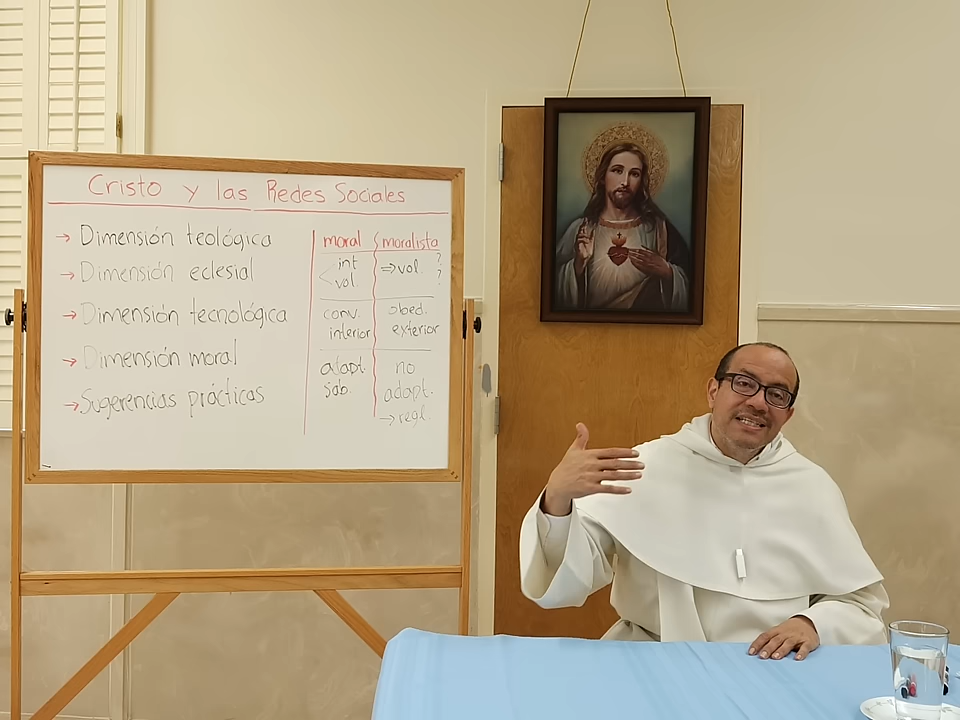 Cristo y las Redes Sociales
→ Dimensión teológica
→ Dimensión eclesial
→ Dimensión tecnológica
→ Dimensión moral
→ Sugerencias prácticas
moral
int
vol.
conv.
interior
adapt.
sab.
moralista
⇒ vol. ?
?
obed.
exterior
no
adapt.
→ regl.